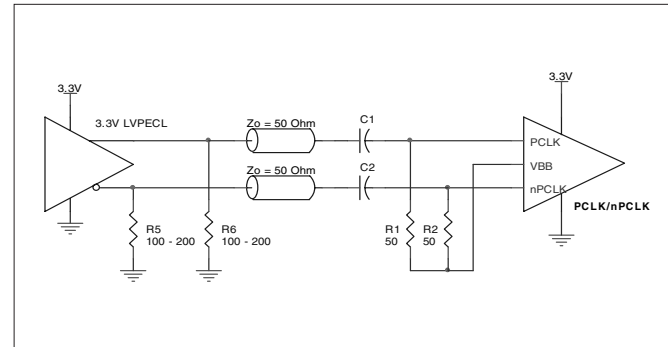 3.3V
3.3V LVPECL
Zo = 50 Ohm
C1
3.3V
PCLK
Zo = 50 Ohm
C2
VBB
nPCLK
PCLK/nPCLK
R5
100 - 200
R6
100 - 200
R1
50
R2
50